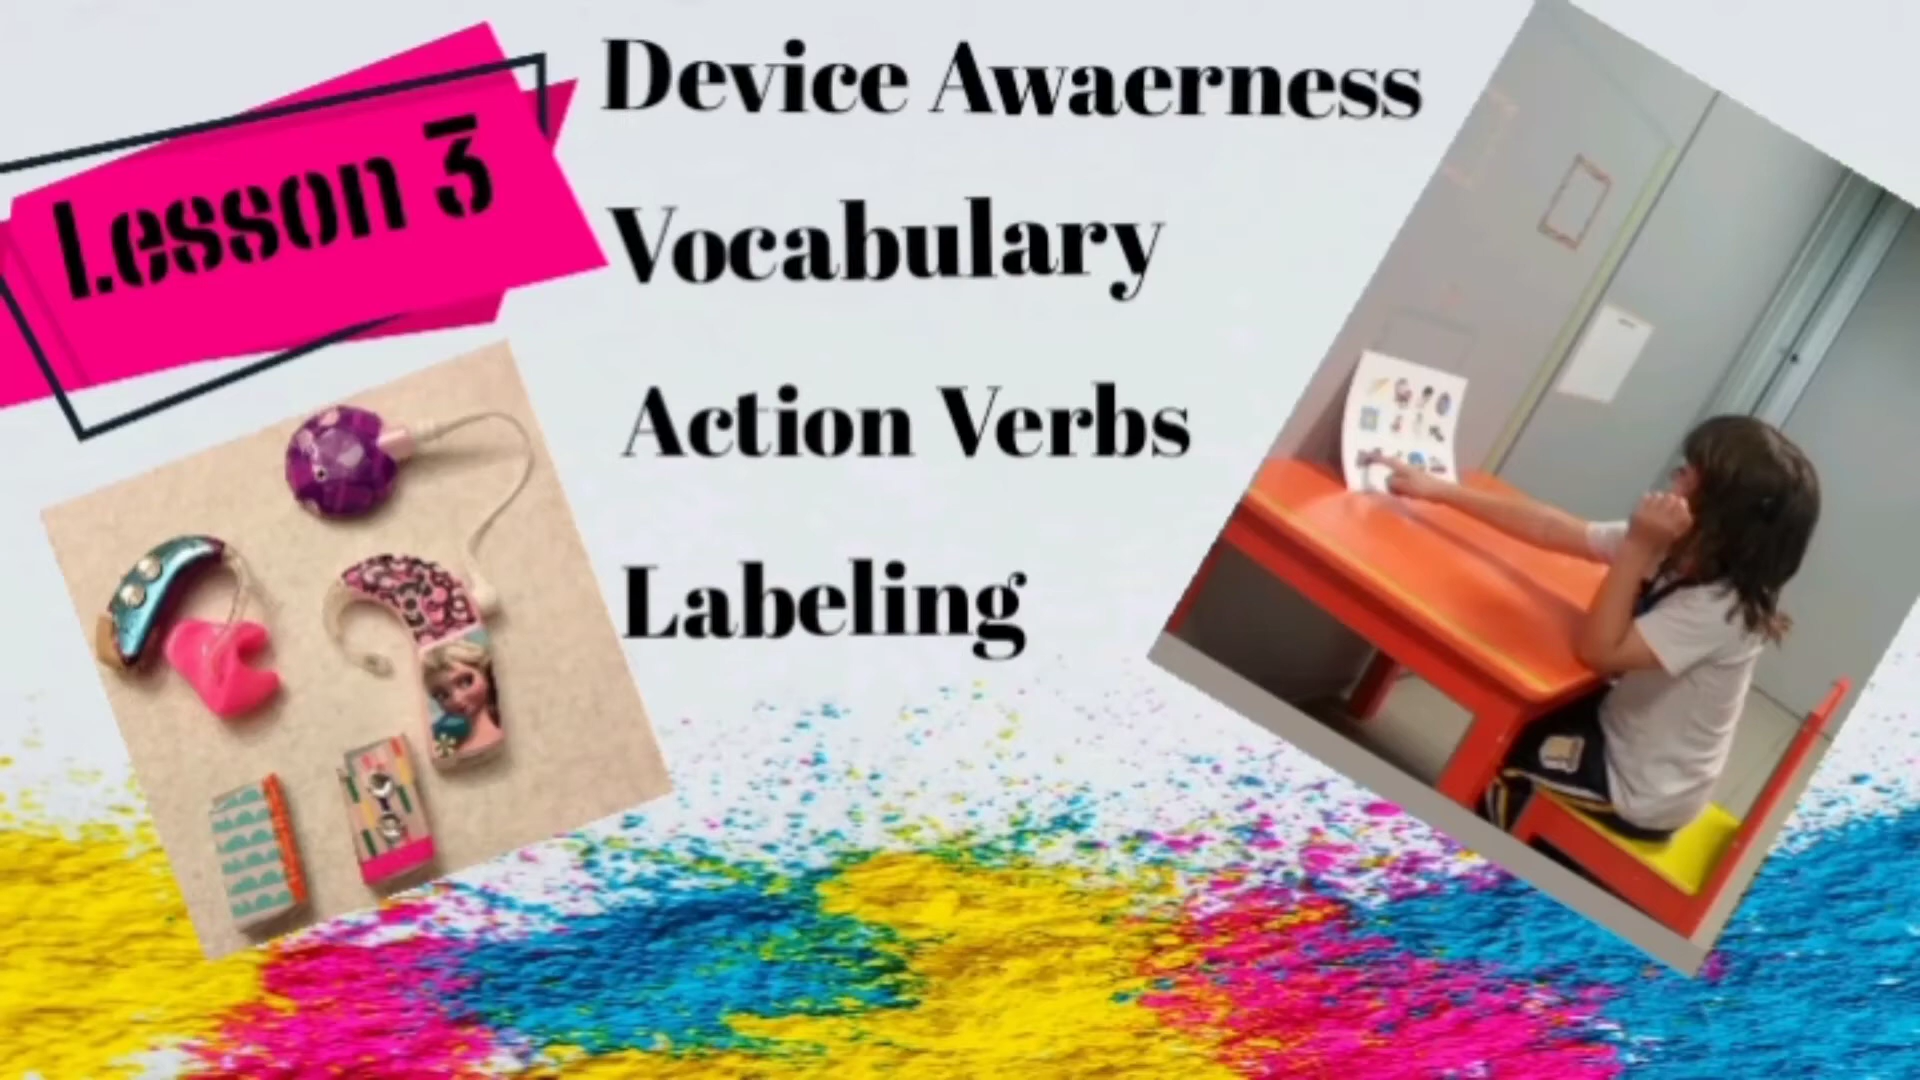 Lesson 3
Device Awaerness
Vocabulary
Action Verbs
Labeling